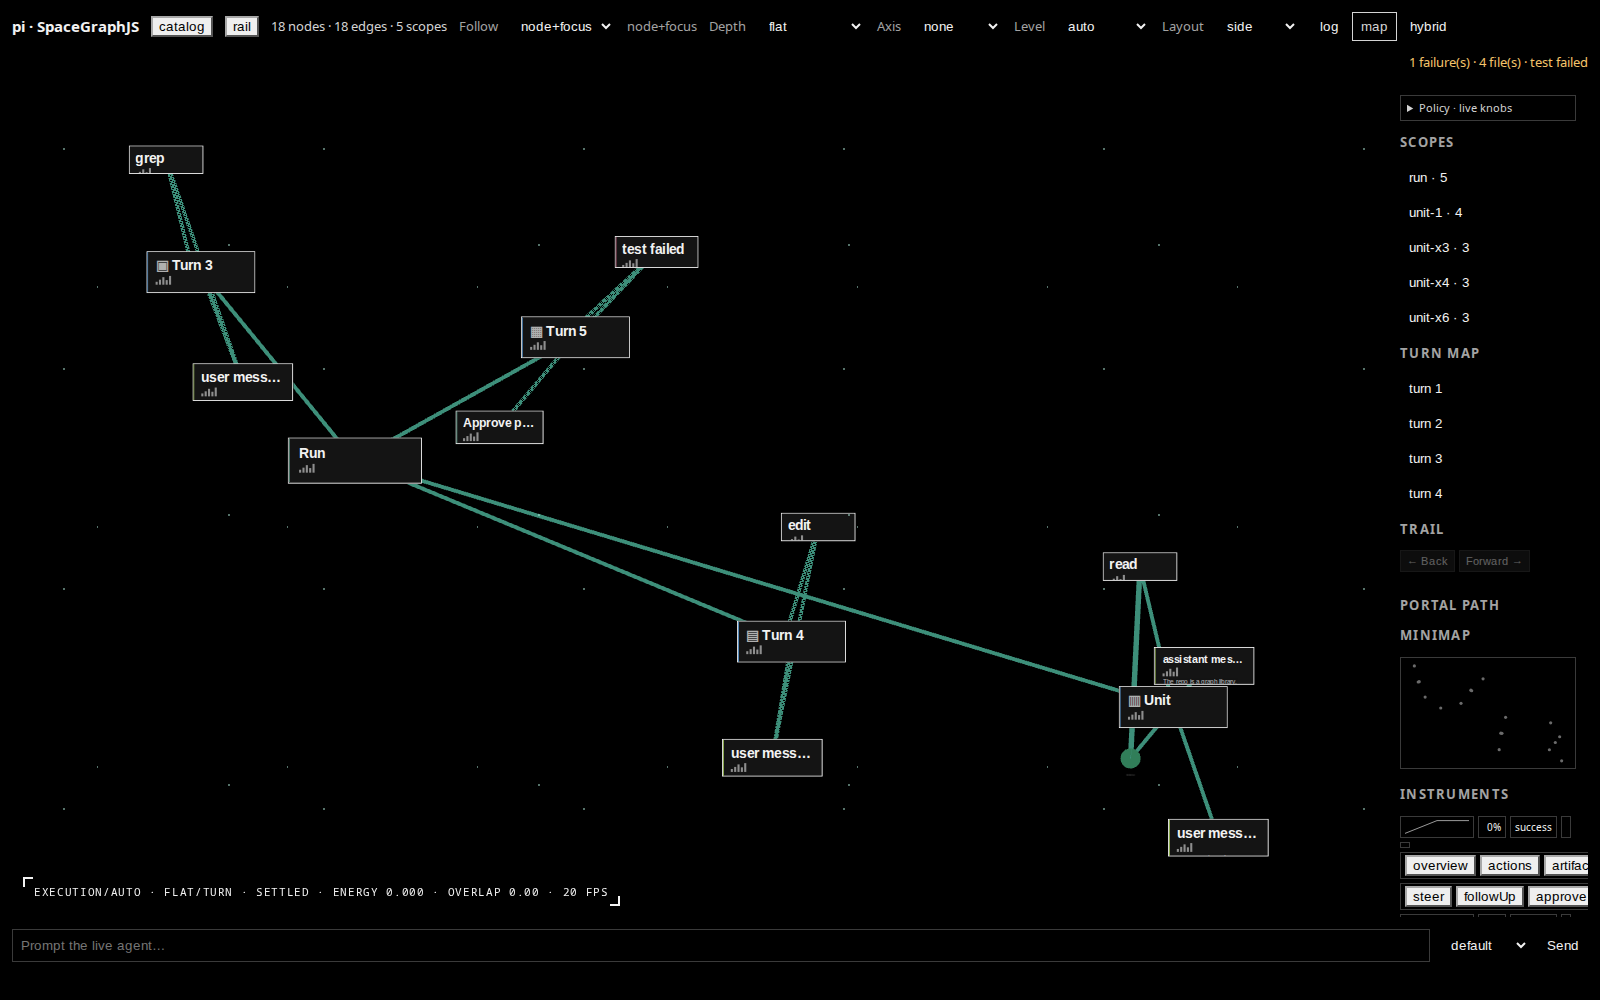 pi · SpaceGraphJS catalog rail 18 nodes · 18 edges · 5 scopes Follow node+focus node+focus Depth flat Axis none Level auto Layout side log map hybrid
1 failure(s) · 4 file(s) · test failed
▶ Policy · live knobs
SCOPES
run · 5
unit-1 · 4
unit-x3 · 3
unit-x4 · 3
unit-x6 · 3
TURN MAP
turn 1
turn 2
turn 3
turn 4
TRAIL
← Back Forward →
PORTAL PATH
MINIMAP
INSTRUMENTS
0% success
overview actions artifac
steer followUp approve
grep
Turn 3
user mess…
test failed
Turn 5
Approve p…
Run
edit
Turn 4
user mess…
read
assistant mes…
The repo is a graph library.
Unit
user mess…
EXECUTION/AUTO · FLAT/TURN · SETTLED · ENERGY 0.000 · OVERLAP 0.00 · 20 FPS
Prompt the live agent… default Send